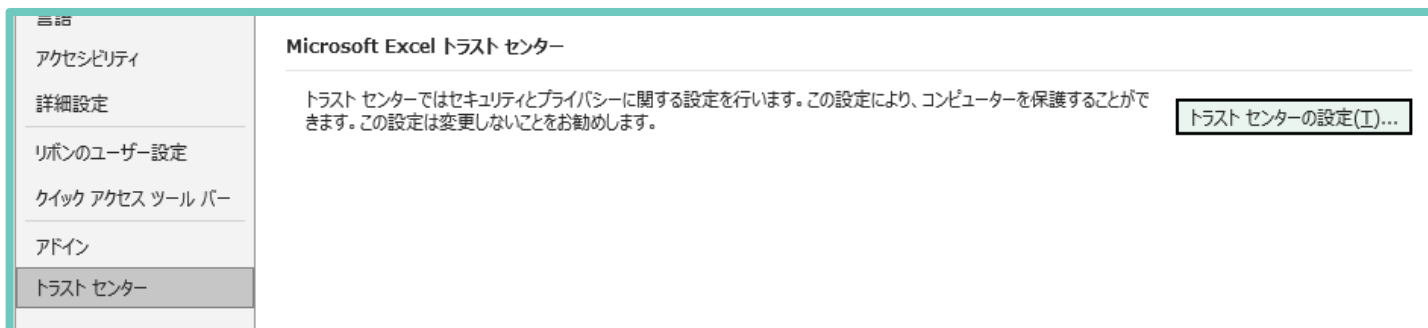 言語
アクセシビリティ
詳細設定
リボンのユーザー設定
クイック アクセス ツール バー
アドイン
トラスト センター
Microsoft Excel トラスト センター
トラスト センターではセキュリティとプライバシーに関する設定を行います。この設定により、コンピューターを保護することがで
きます。この設定は変更しないことをお勧めします。
トラスト センターの設定(T)...